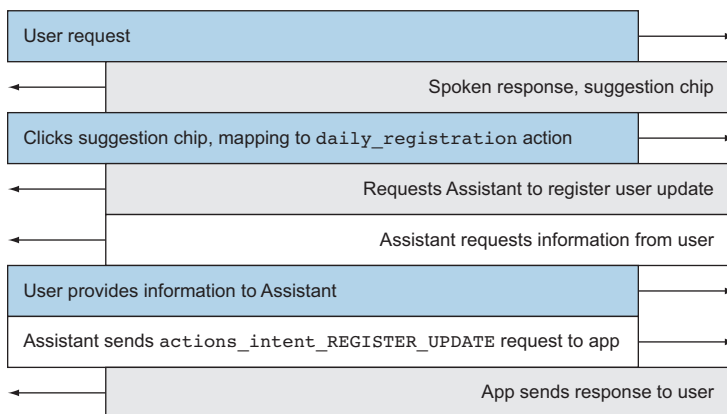 User request
Spoken response, suggestion chip
Clicks suggestion chip, mapping to daily_registration action
Requests Assistant to register user update
Assistant requests information from user
User provides information to Assistant
Assistant sends actions_intent_REGISTER_UPDATE request to app
App sends response to user